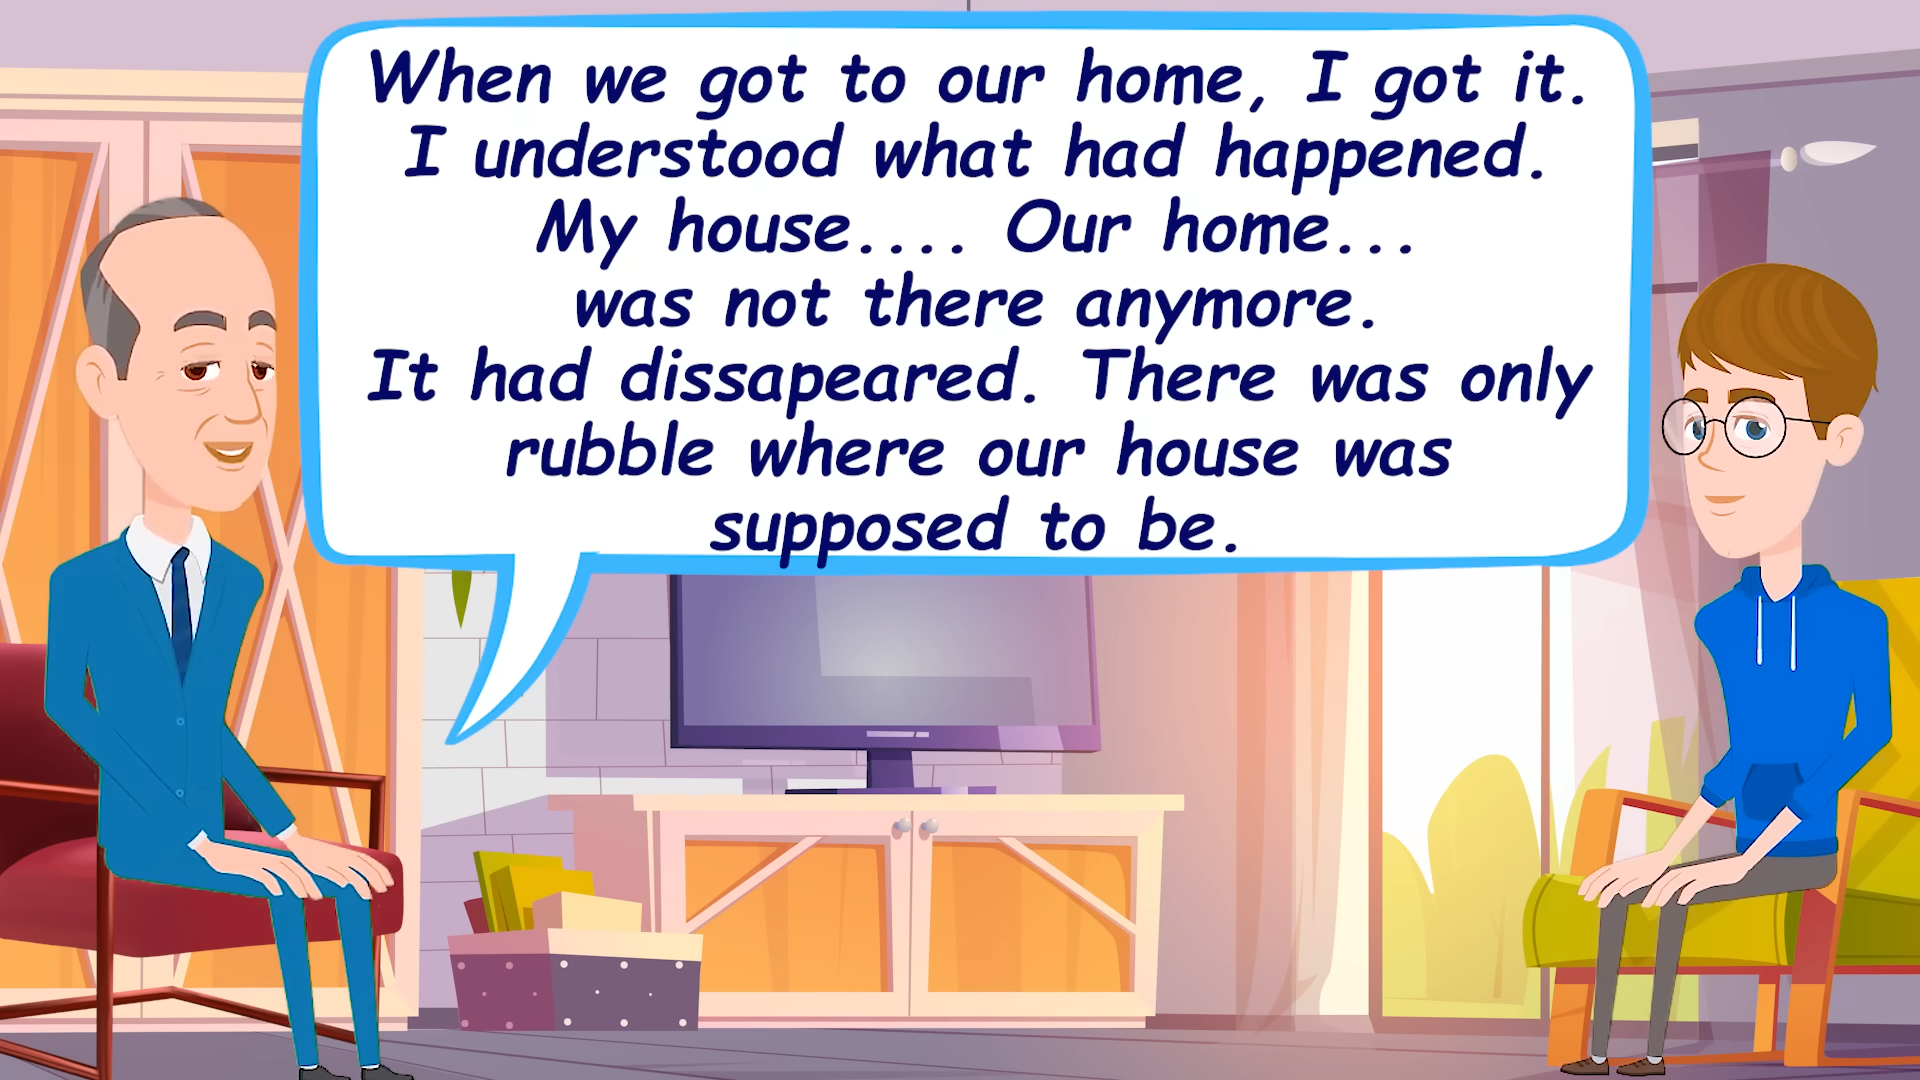 When we got to our home, I got it.
I understood what had happened.
My house.... Our home...
was not there anymore.
It had dissapeared. There was only
rubble where our house was
supposed to be.